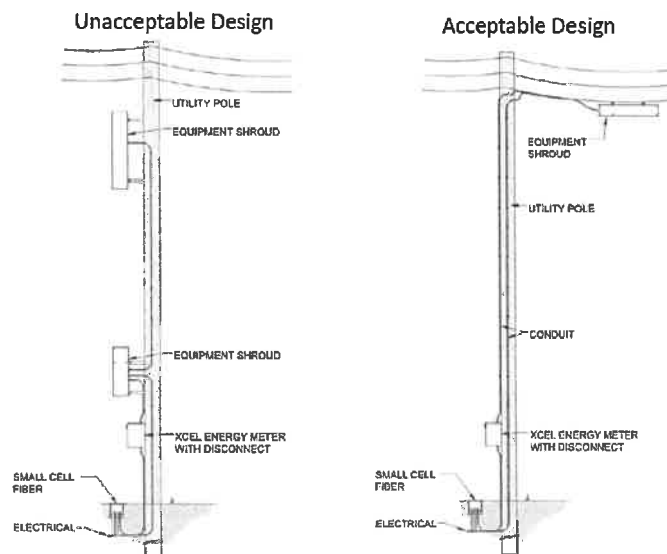 Unacceptable Design
UTILITY POLE
EQUIPMENT SHROUD
EQUIPMENT SHROUD
XCEL ENERGY METER
WITH DISCONNECT
SMALL CELL
FIBER
ELECTRICAL
Acceptable Design
EQUIPMENT
SHROUD
UTILITY POLE
CONDUIT
XCEL ENERGY METER
WITH DISCONNECT
SMALL CELL
FIBER
ELECTRICAL